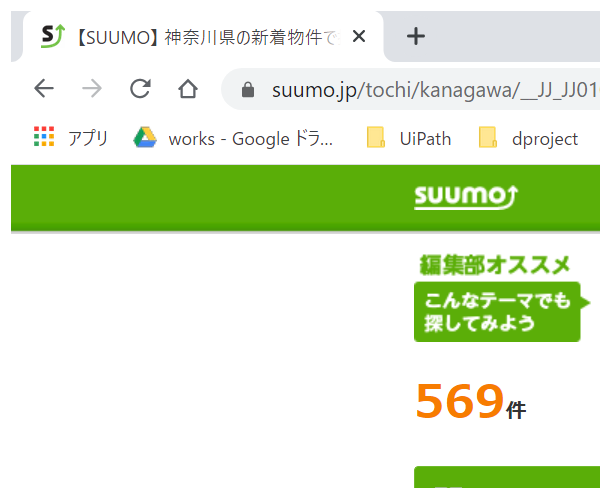 【SUUMO】神奈川県の新着物件で
suumo.jp/tochi/kanagawa/__JJ_JJ01
アプリ works - Google ドラ... UiPath dproject
suumo
編集部オススメ
こんなテーマでも
探してみよう
569件